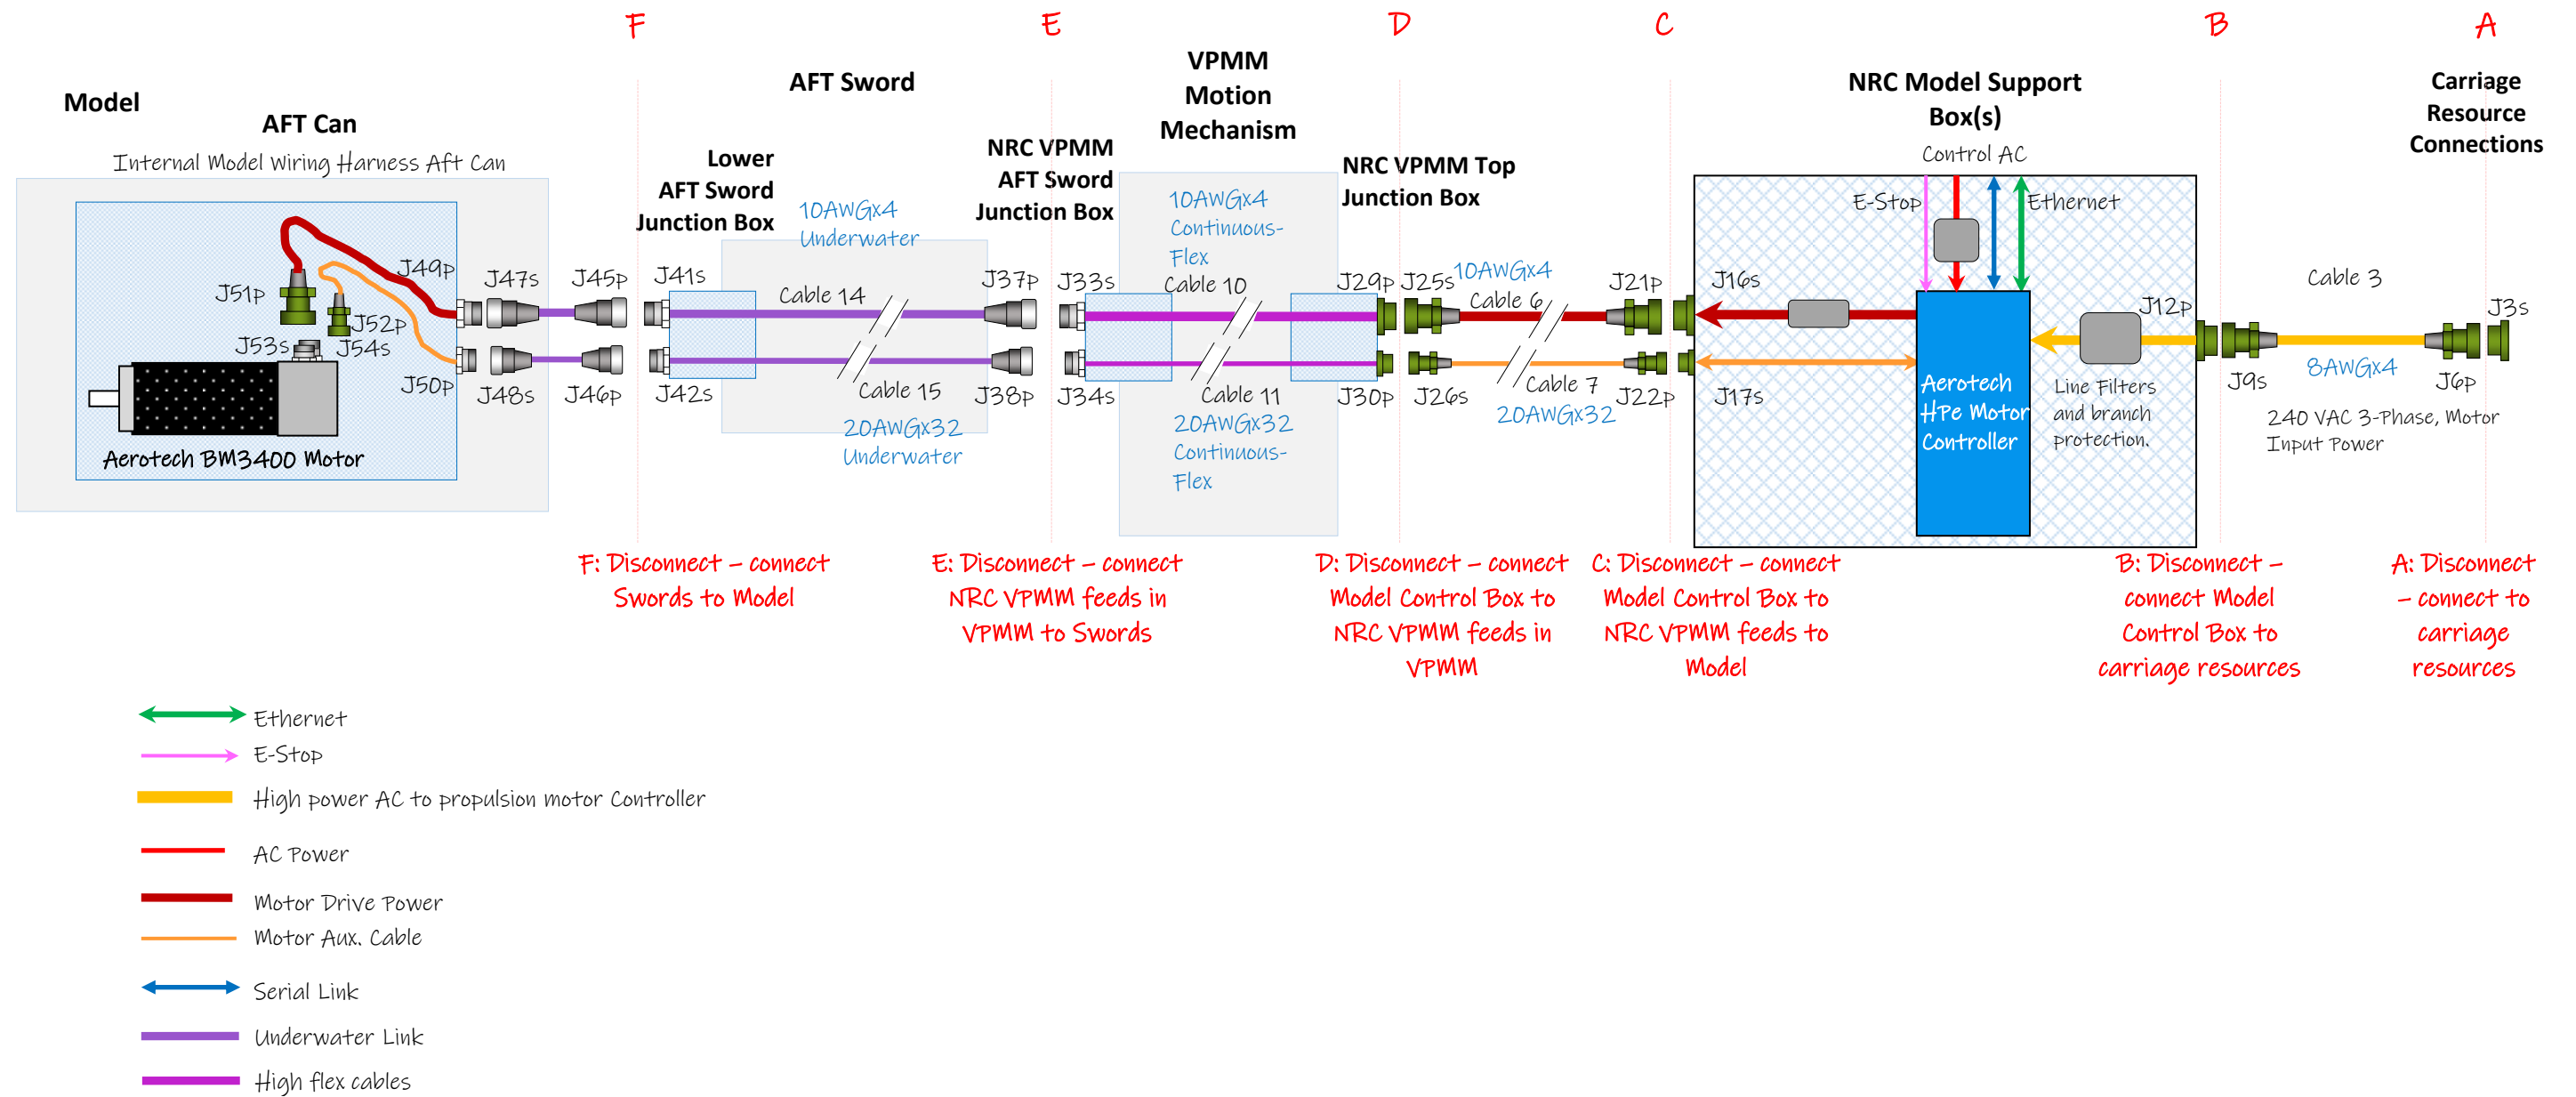 F
E
D
C
B
A
Model
AFT Can
Internal Model Wiring Harness Aft Can
AFT Sword
Lower
AFT Sword
Junction Box
NRC VPMM
AFT Sword
Junction Box
VPMM
Motion
Mechanism
NRC VPMM Top
Junction Box
NRC Model Support
Box(s)
Control AC
Carriage
Resource
Connections
J51p
J52p
J53s
J54s
J49p
J50p
Aerotech BM3400 Motor
J47s
J45p
J48s
J46p
J41s
J42s
10AWGx4
Underwater
Cable 14
Cable 15
20AWGx32
Underwater
J37p
J38p
J33s
J34s
10AWGx4
Continuous-
Flex
Cable 10
Cable 11
20AWGx32
Continuous-
Flex
J29p
J30p
J25s
J26s
10AWGx4
Cable 6
Cable 7
20AWGx32
J21p
J22p
J16s
J17s
E-Stop
Ethernet
Aerotech
HPe Motor
Controller
Line Filters
and branch
protection.
J12p
J9s
Cable 3
8AWGx4
J6p
J3s
240 VAC 3-Phase, Motor
Input Power
F: Disconnect – connect
Swords to Model
E: Disconnect – connect
NRC VPMM feeds in
VPMM to Swords
D: Disconnect – connect
Model Control Box to
NRC VPMM feeds in
VPMM
C: Disconnect – connect
Model Control Box to
NRC VPMM feeds to
Model
B: Disconnect –
connect Model
Control Box to
carriage resources
A: Disconnect
– connect to
carriage
resources
Ethernet
E-Stop
High power AC to propulsion motor Controller
AC Power
Motor Drive Power
Motor Aux. Cable
Serial Link
Underwater Link
High flex cables